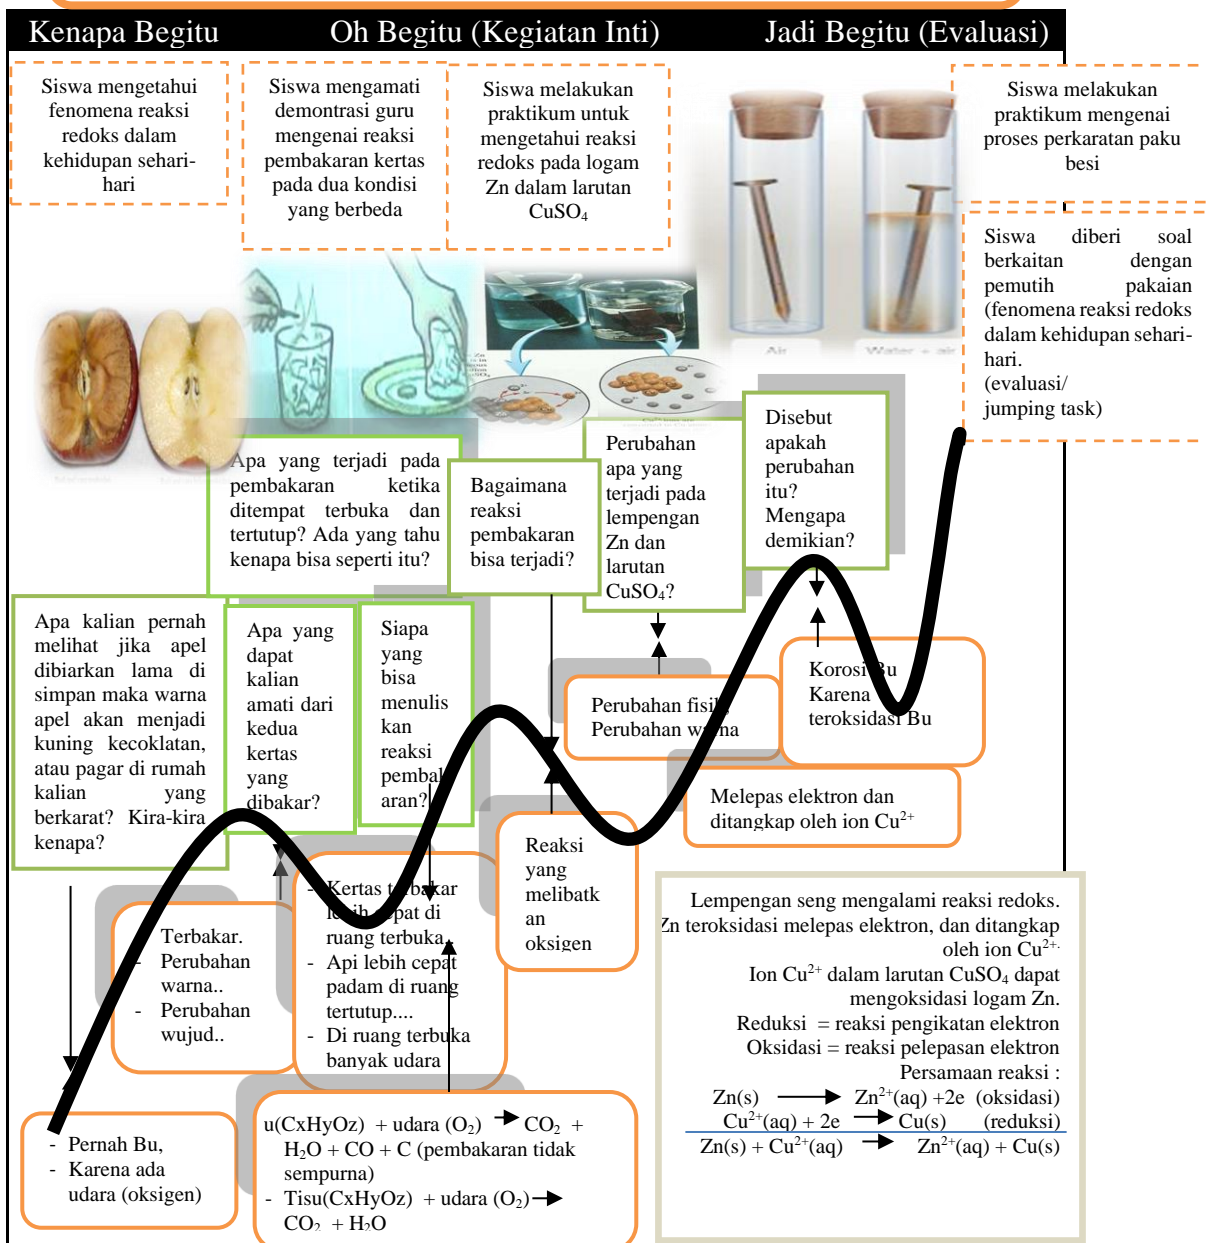 Kenapa Begitu
Oh Begitu (Kegiatan Inti)
Jadi Begitu (Evaluasi)
Siswa mengetahui
fenomena reaksi
redoks dalam
kehidupan sehari-
hari
Siswa mengamati
demontrasi guru
mengenai reaksi
pembakaran kertas
pada dua kondisi
yang berbeda
Siswa melakukan
praktikum untuk
mengetahui reaksi
redoks pada logam
Zn dalam larutan
CuSO₄
Siswa melakukan
praktikum mengenai
proses perkaratan paku
besi
Siswa diberi soal
berkaitan dengan
pemutih pakaian
(fenomena reaksi redoks
dalam kehidupan sehari-
hari.
(evaluasi/
jumping task)
Air
Water + air
Apa yang terjadi pada
pembakaran ketika
ditempat terbuka dan
tertutup? Ada yang tahu
kenapa bisa seperti itu?
Bagaimana
reaksi
pembakaran
bisa terjadi?
Perubahan
apa yang
terjadi pada
lempengan
Zn dan
larutan
CuSO₄?
Disebut
apakah
perubahan
itu?
Mengapa
demikian?
Apa kalian pernah
melihat jika apel
dibiarkan lama di
simpan maka warna
apel akan menjadi
kuning kecoklatan,
atau pagar di rumah
kalian yang
berkarat? Kira-kira
kenapa?
Apa yang
dapat
kalian
amati dari
kedua
kertas
yang
dibakar?
Siapa
yang
bisa
menulis
kan
reaksi
pembak
aran?
Perubahan fisik
Perubahan warna
Korosi Bu
Karena
teroksidasi Bu
Melepas elektron dan
ditangkap oleh ion Cu²⁺
Reaksi
yang
melibatk
an
oksigen
Terbakar.
- Perubahan
warna..
- Perubahan
wujud..
- Kertas terbakar
lebih cepat di
ruang terbuka..
- Api lebih cepat
padam di ruang
tertutup....
- Di ruang terbuka
banyak udara
- Pernah Bu,
- Karena ada
udara (oksigen)
u(CxHyOz) + udara (O₂) → CO₂ +
H₂O + CO + C (pembakaran tidak
sempurna)
- Tisu(CxHyOz) + udara (O₂) →
CO₂ + H₂O
Lempengan seng mengalami reaksi redoks.
Zn teroksidasi melepas elektron, dan ditangkap
oleh ion Cu²⁺.
Ion Cu²⁺ dalam larutan CuSO₄ dapat
mengoksidasi logam Zn.
Reduksi = reaksi pengikatan elektron
Oksidasi = reaksi pelepasan elektron
Persamaan reaksi :
Zn(s) → Zn²⁺(aq) +2e (oksidasi)
Cu²⁺(aq) + 2e → Cu(s) (reduksi)
Zn(s) + Cu²⁺(aq) → Zn²⁺(aq) + Cu(s)